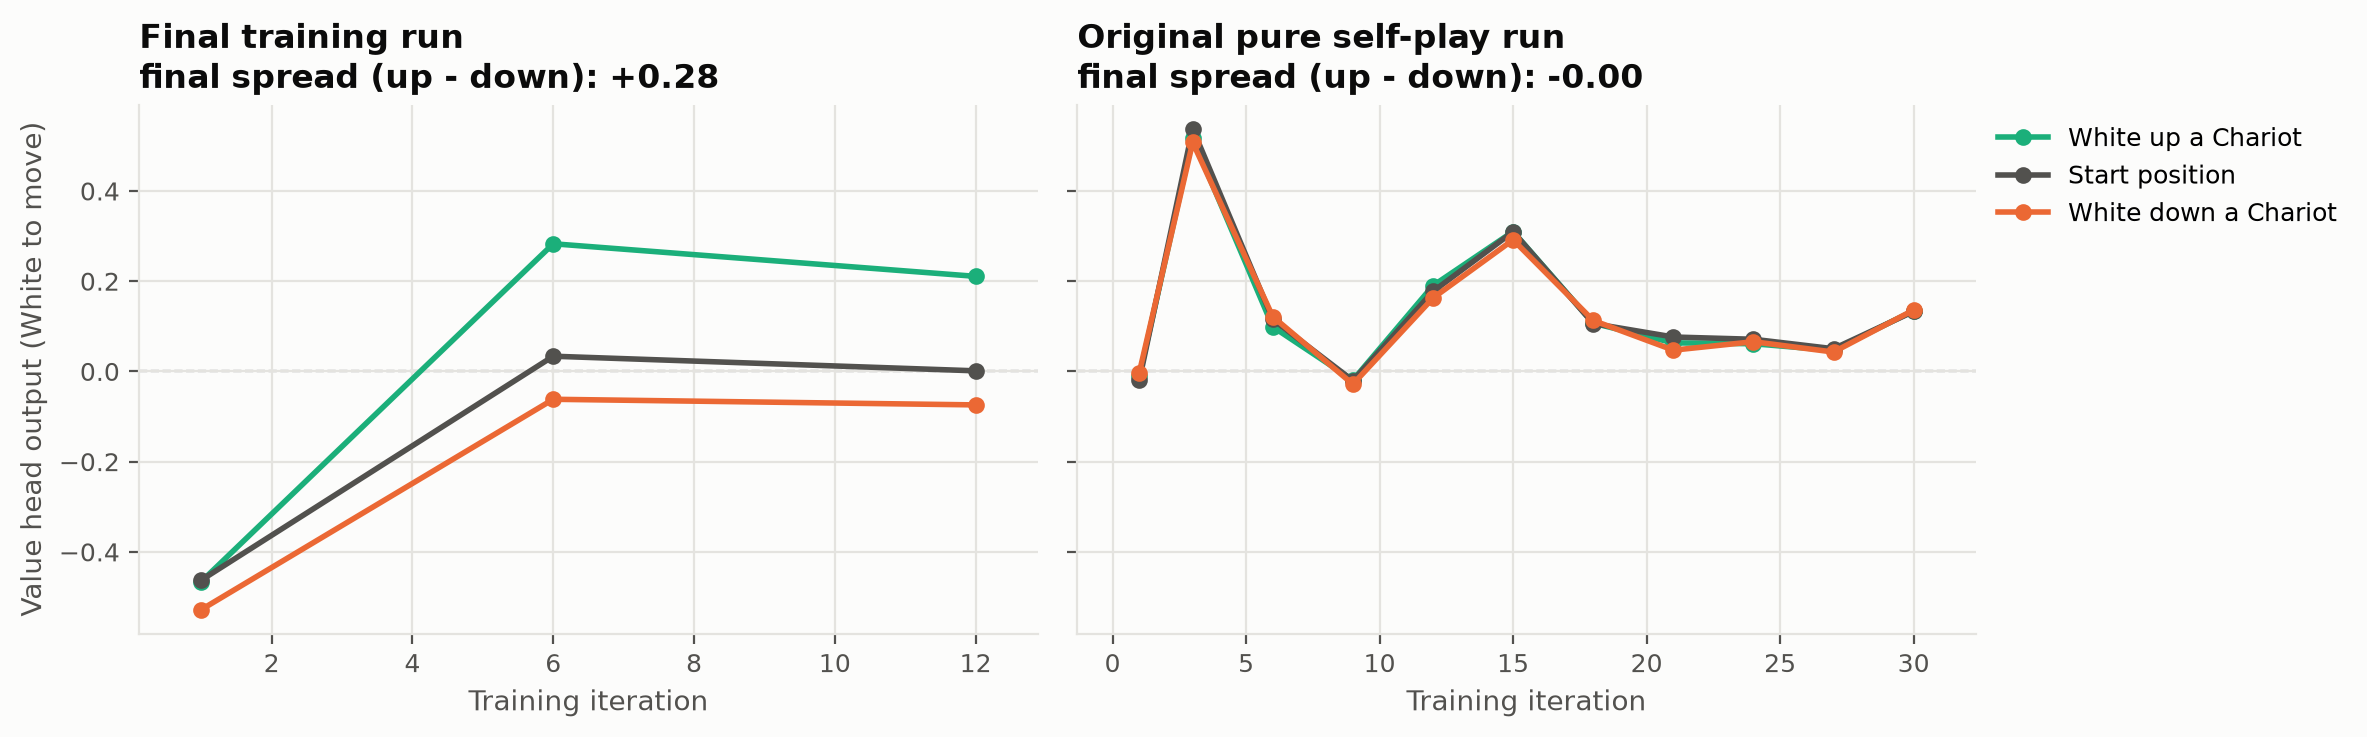 Final training run
final spread (up - down): +0.28
Original pure self-play run
final spread (up - down): -0.00
Value head output (White to move)
0.4
0.2
0.0
−0.2
−0.4
2 4 6 8 10 12
Training iteration
0 5 10 15 20 25 30
Training iteration
White up a Chariot
Start position
White down a Chariot